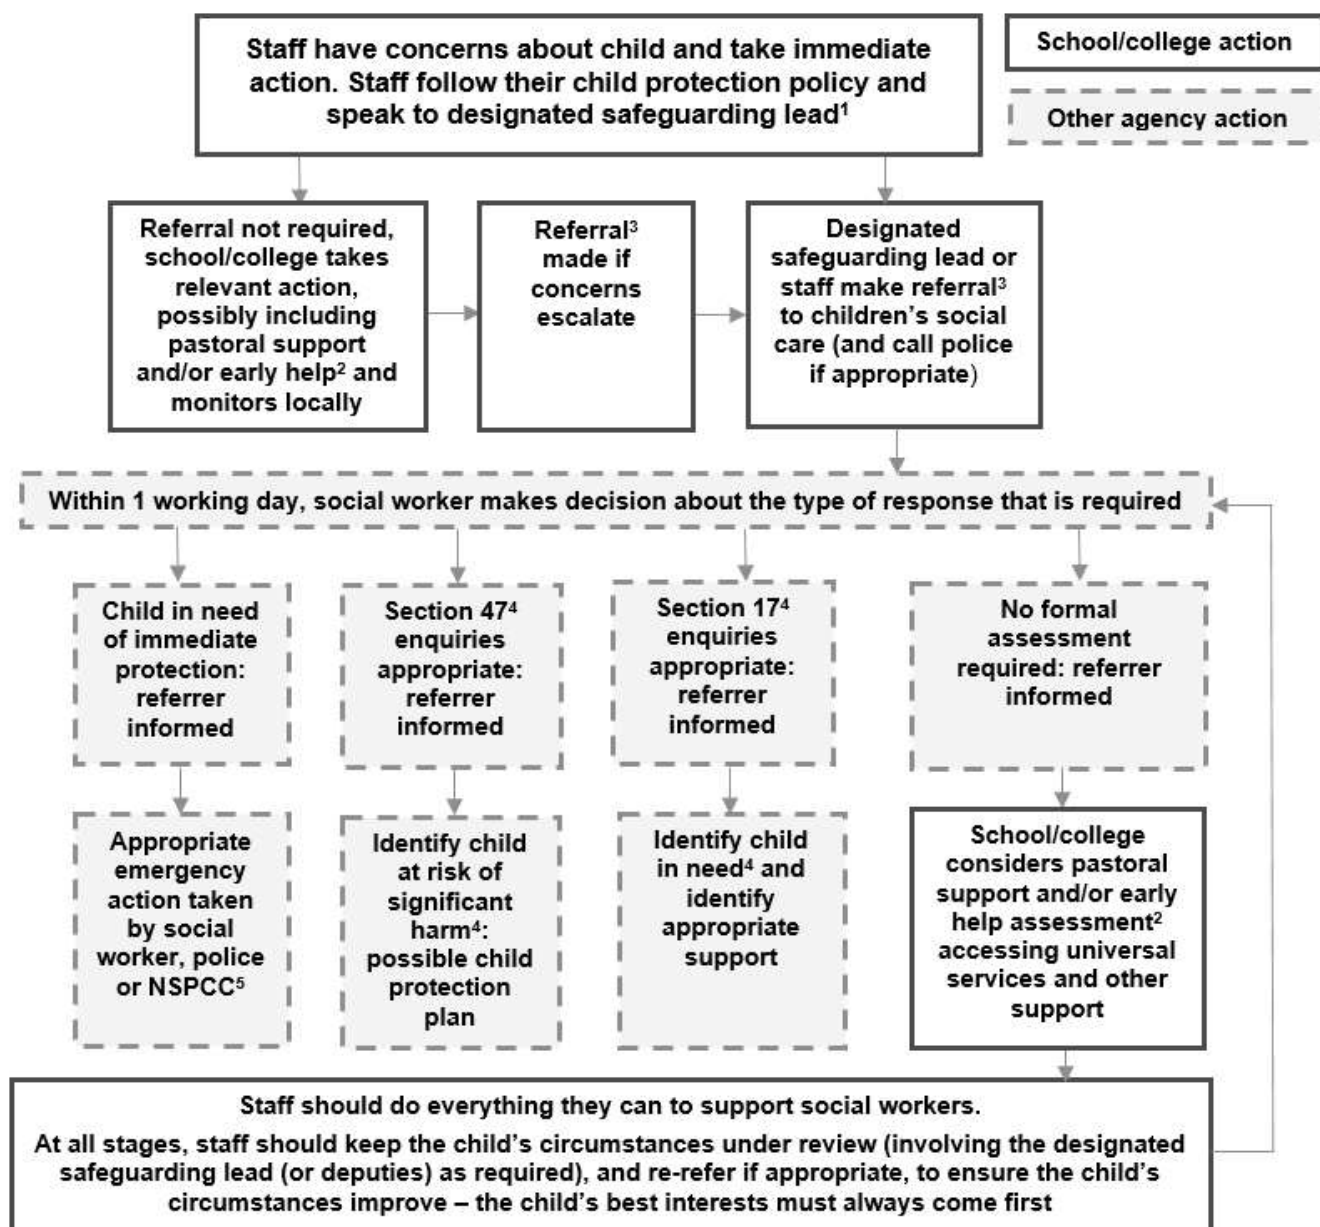 Staff have concerns about child and take immediate
action. Staff follow their child protection policy and
speak to designated safeguarding lead¹
School/college action
Other agency action
Referral not required,
school/college takes
relevant action,
possibly including
pastoral support
and/or early help² and
monitors locally
Referral³
made if
concerns
escalate
Designated
safeguarding lead or
staff make referral³
to children’s social
care (and call police
if appropriate)
Within 1 working day, social worker makes decision about the type of response that is required
Child in need
of immediate
protection:
referrer
informed
Section 47⁴
enquiries
appropriate:
referrer
informed
Section 17⁴
enquiries
appropriate:
referrer
informed
No formal
assessment
required: referrer
informed
Appropriate
emergency
action taken
by social
worker, police
or NSPCC⁵
Identify child
at risk of
significant
harm⁴:
possible child
protection
plan
Identify child
in need⁴ and
identify
appropriate
support
School/college
considers pastoral
support and/or early
help assessment²
accessing universal
services and other
support
Staff should do everything they can to support social workers.
At all stages, staff should keep the child’s circumstances under review (involving the designated
safeguarding lead (or deputies) as required), and re-refer if appropriate, to ensure the child’s
circumstances improve – the child’s best interests must always come first